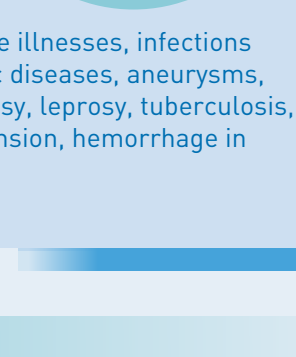 e illnesses, infections
c diseases, aneurysms,
sy, leprosy, tuberculosis,
nsion, hemorrhage in